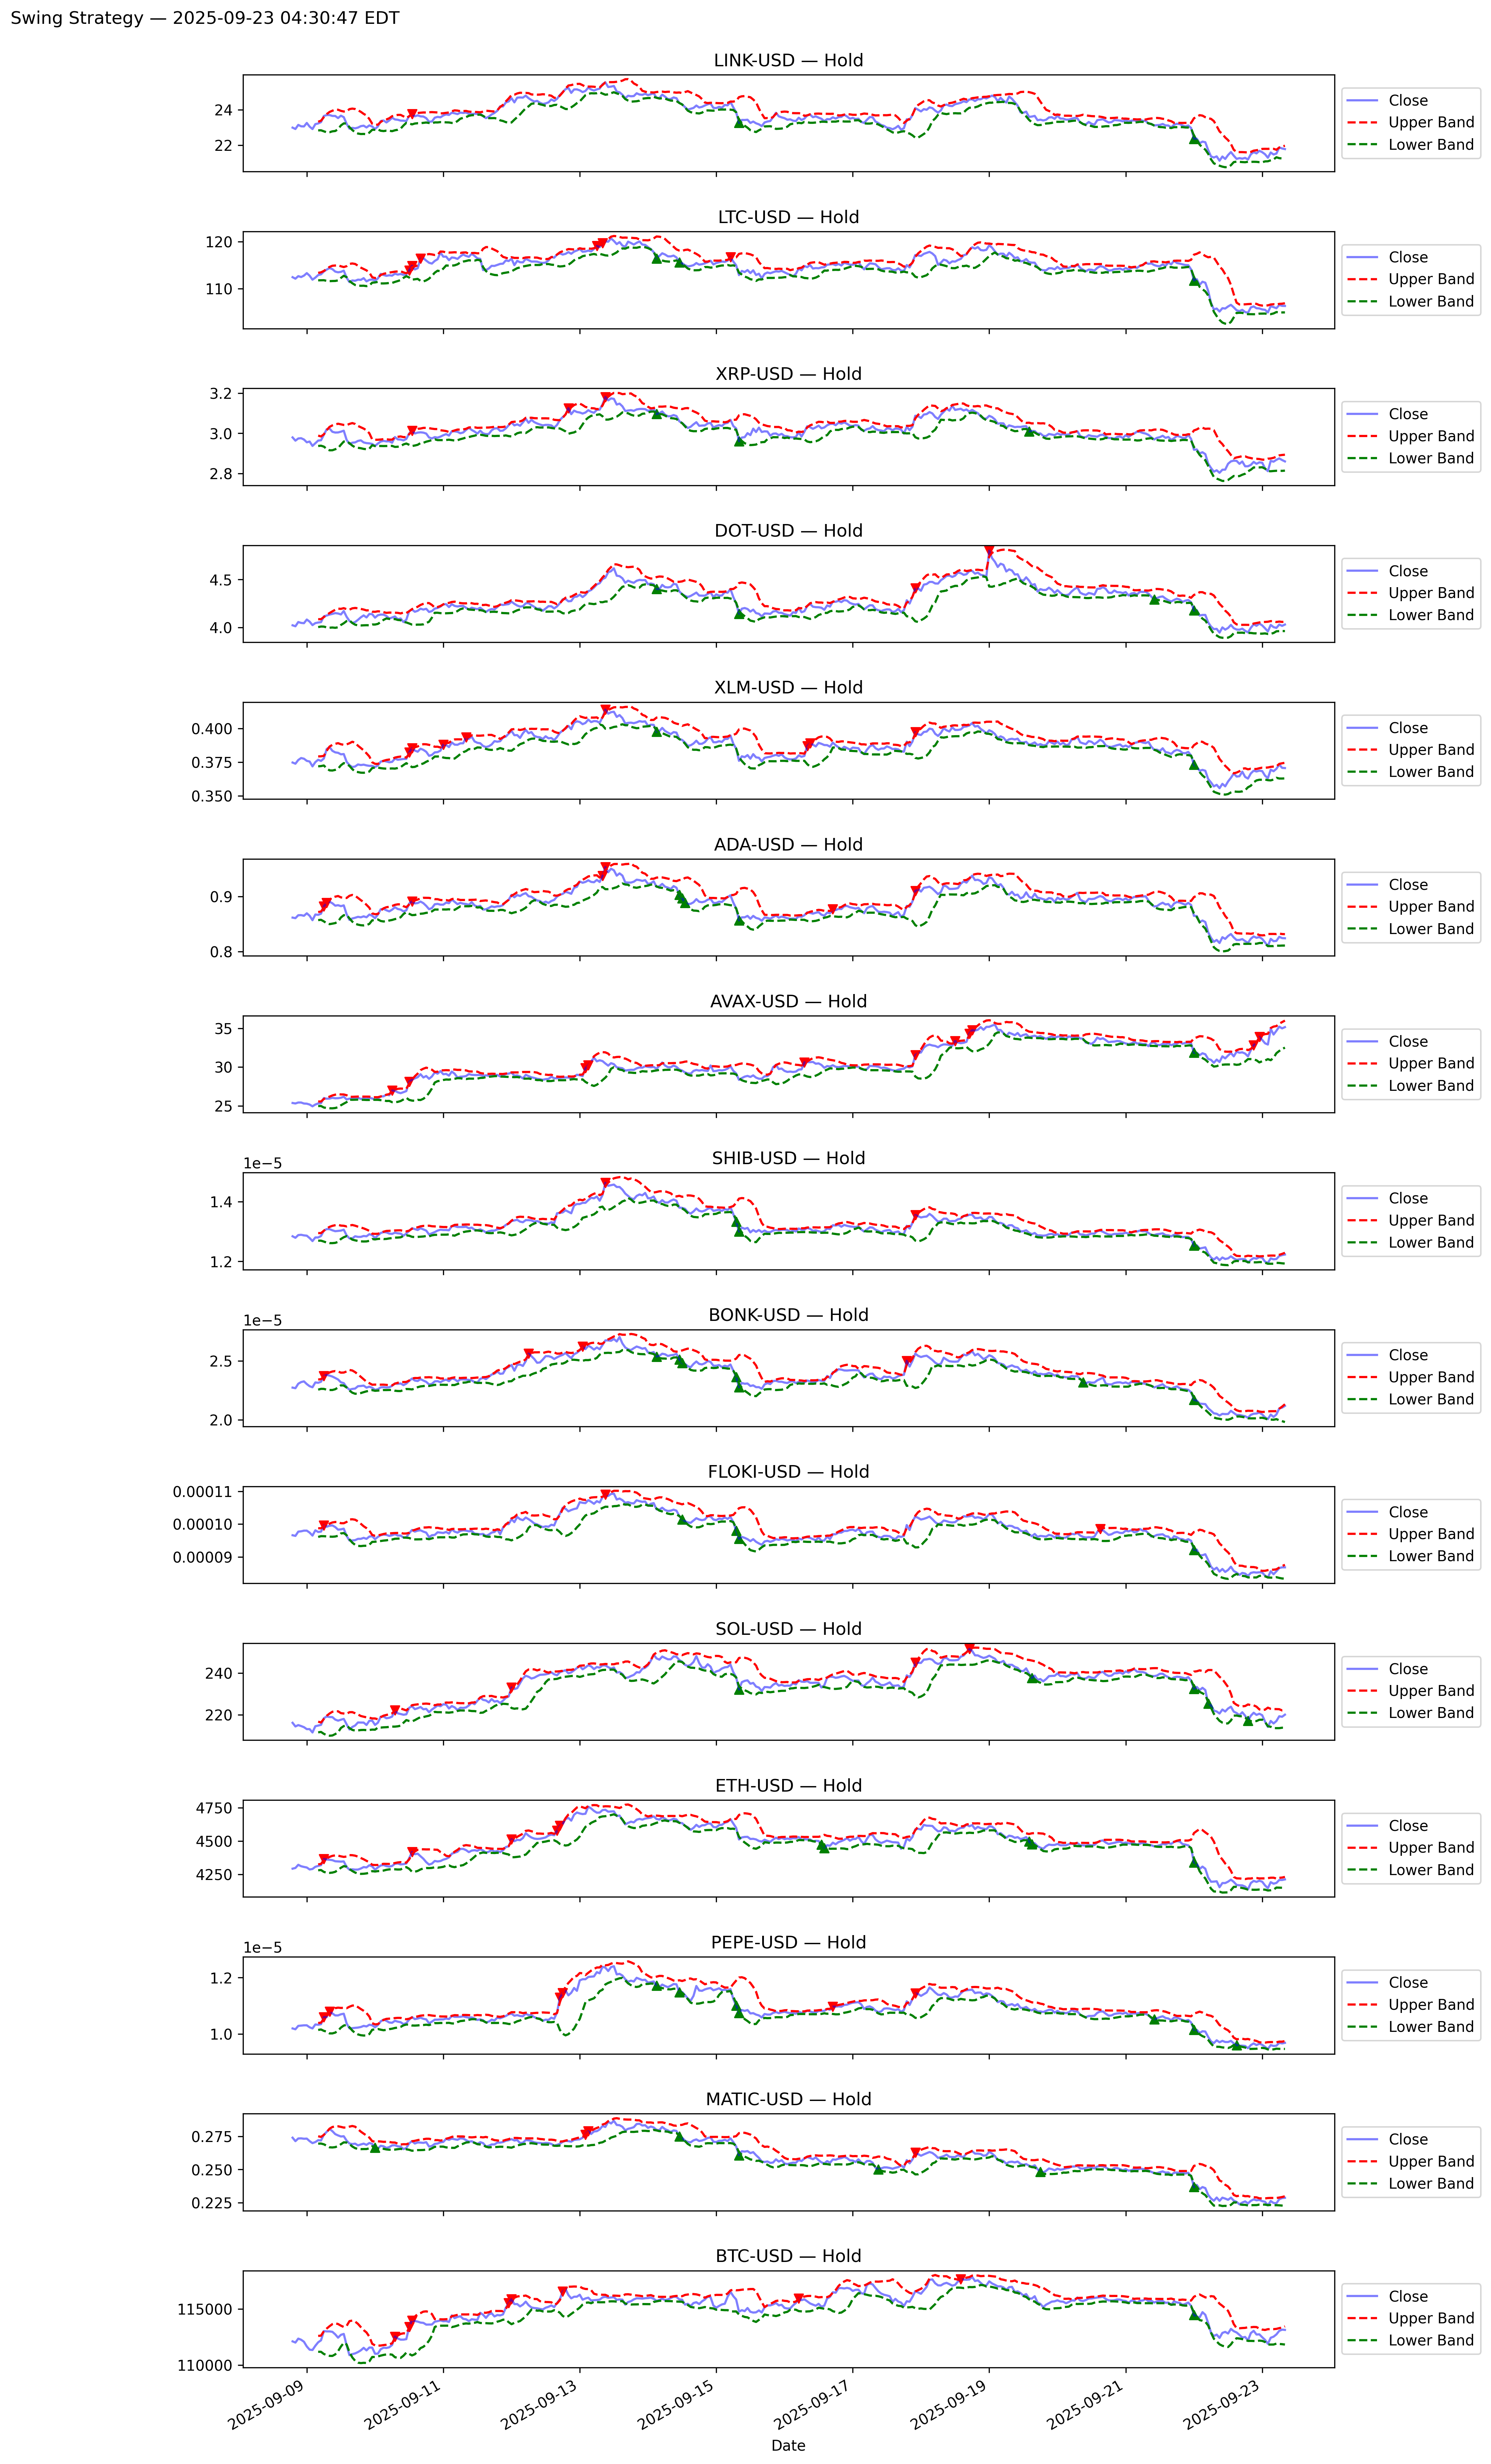 Swing Strategy — 2025-09-23 04:30:47 EDT
LINK-USD — Hold
24
22
Close
Upper Band
Lower Band
LTC-USD — Hold
120
110
Close
Upper Band
Lower Band
XRP-USD — Hold
3.2
3.0
2.8
Close
Upper Band
Lower Band
DOT-USD — Hold
4.5
4.0
Close
Upper Band
Lower Band
XLM-USD — Hold
0.400
0.375
0.350
Close
Upper Band
Lower Band
ADA-USD — Hold
0.9
0.8
Close
Upper Band
Lower Band
AVAX-USD — Hold
35
30
25
Close
Upper Band
Lower Band
SHIB-USD — Hold
1e−5
1.4
1.2
Close
Upper Band
Lower Band
BONK-USD — Hold
1e−5
2.5
2.0
Close
Upper Band
Lower Band
FLOKI-USD — Hold
0.00011
0.00010
0.00009
Close
Upper Band
Lower Band
SOL-USD — Hold
240
220
Close
Upper Band
Lower Band
ETH-USD — Hold
4750
4500
4250
Close
Upper Band
Lower Band
PEPE-USD — Hold
1e−5
1.2
1.0
Close
Upper Band
Lower Band
MATIC-USD — Hold
0.275
0.250
0.225
Close
Upper Band
Lower Band
BTC-USD — Hold
115000
110000
Close
Upper Band
Lower Band
2025-09-09
2025-09-11
2025-09-13
2025-09-15
2025-09-17
2025-09-19
2025-09-21
2025-09-23
Date